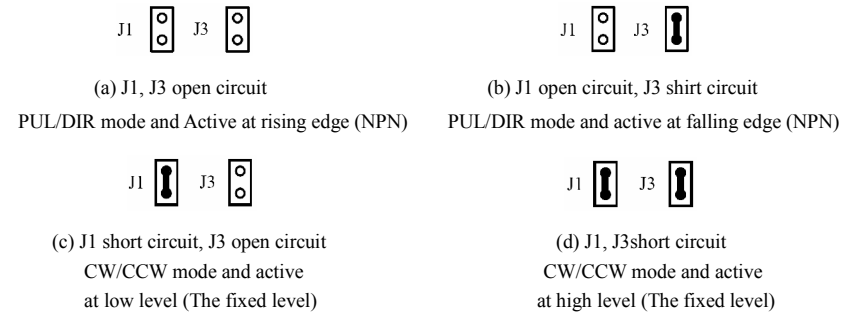 J1 J3 J1 J3
(a) J1, J3 open circuit (b) J1 open circuit, J3 shirt circuit
PUL/DIR mode and Active at rising edge (NPN) PUL/DIR mode and active at falling edge (NPN)
J1 J3 J1 J3
(c) J1 short circuit, J3 open circuit (d) J1, J3short circuit
CW/CCW mode and active CW/CCW mode and active
at low level (The fixed level) at high level (The fixed level)